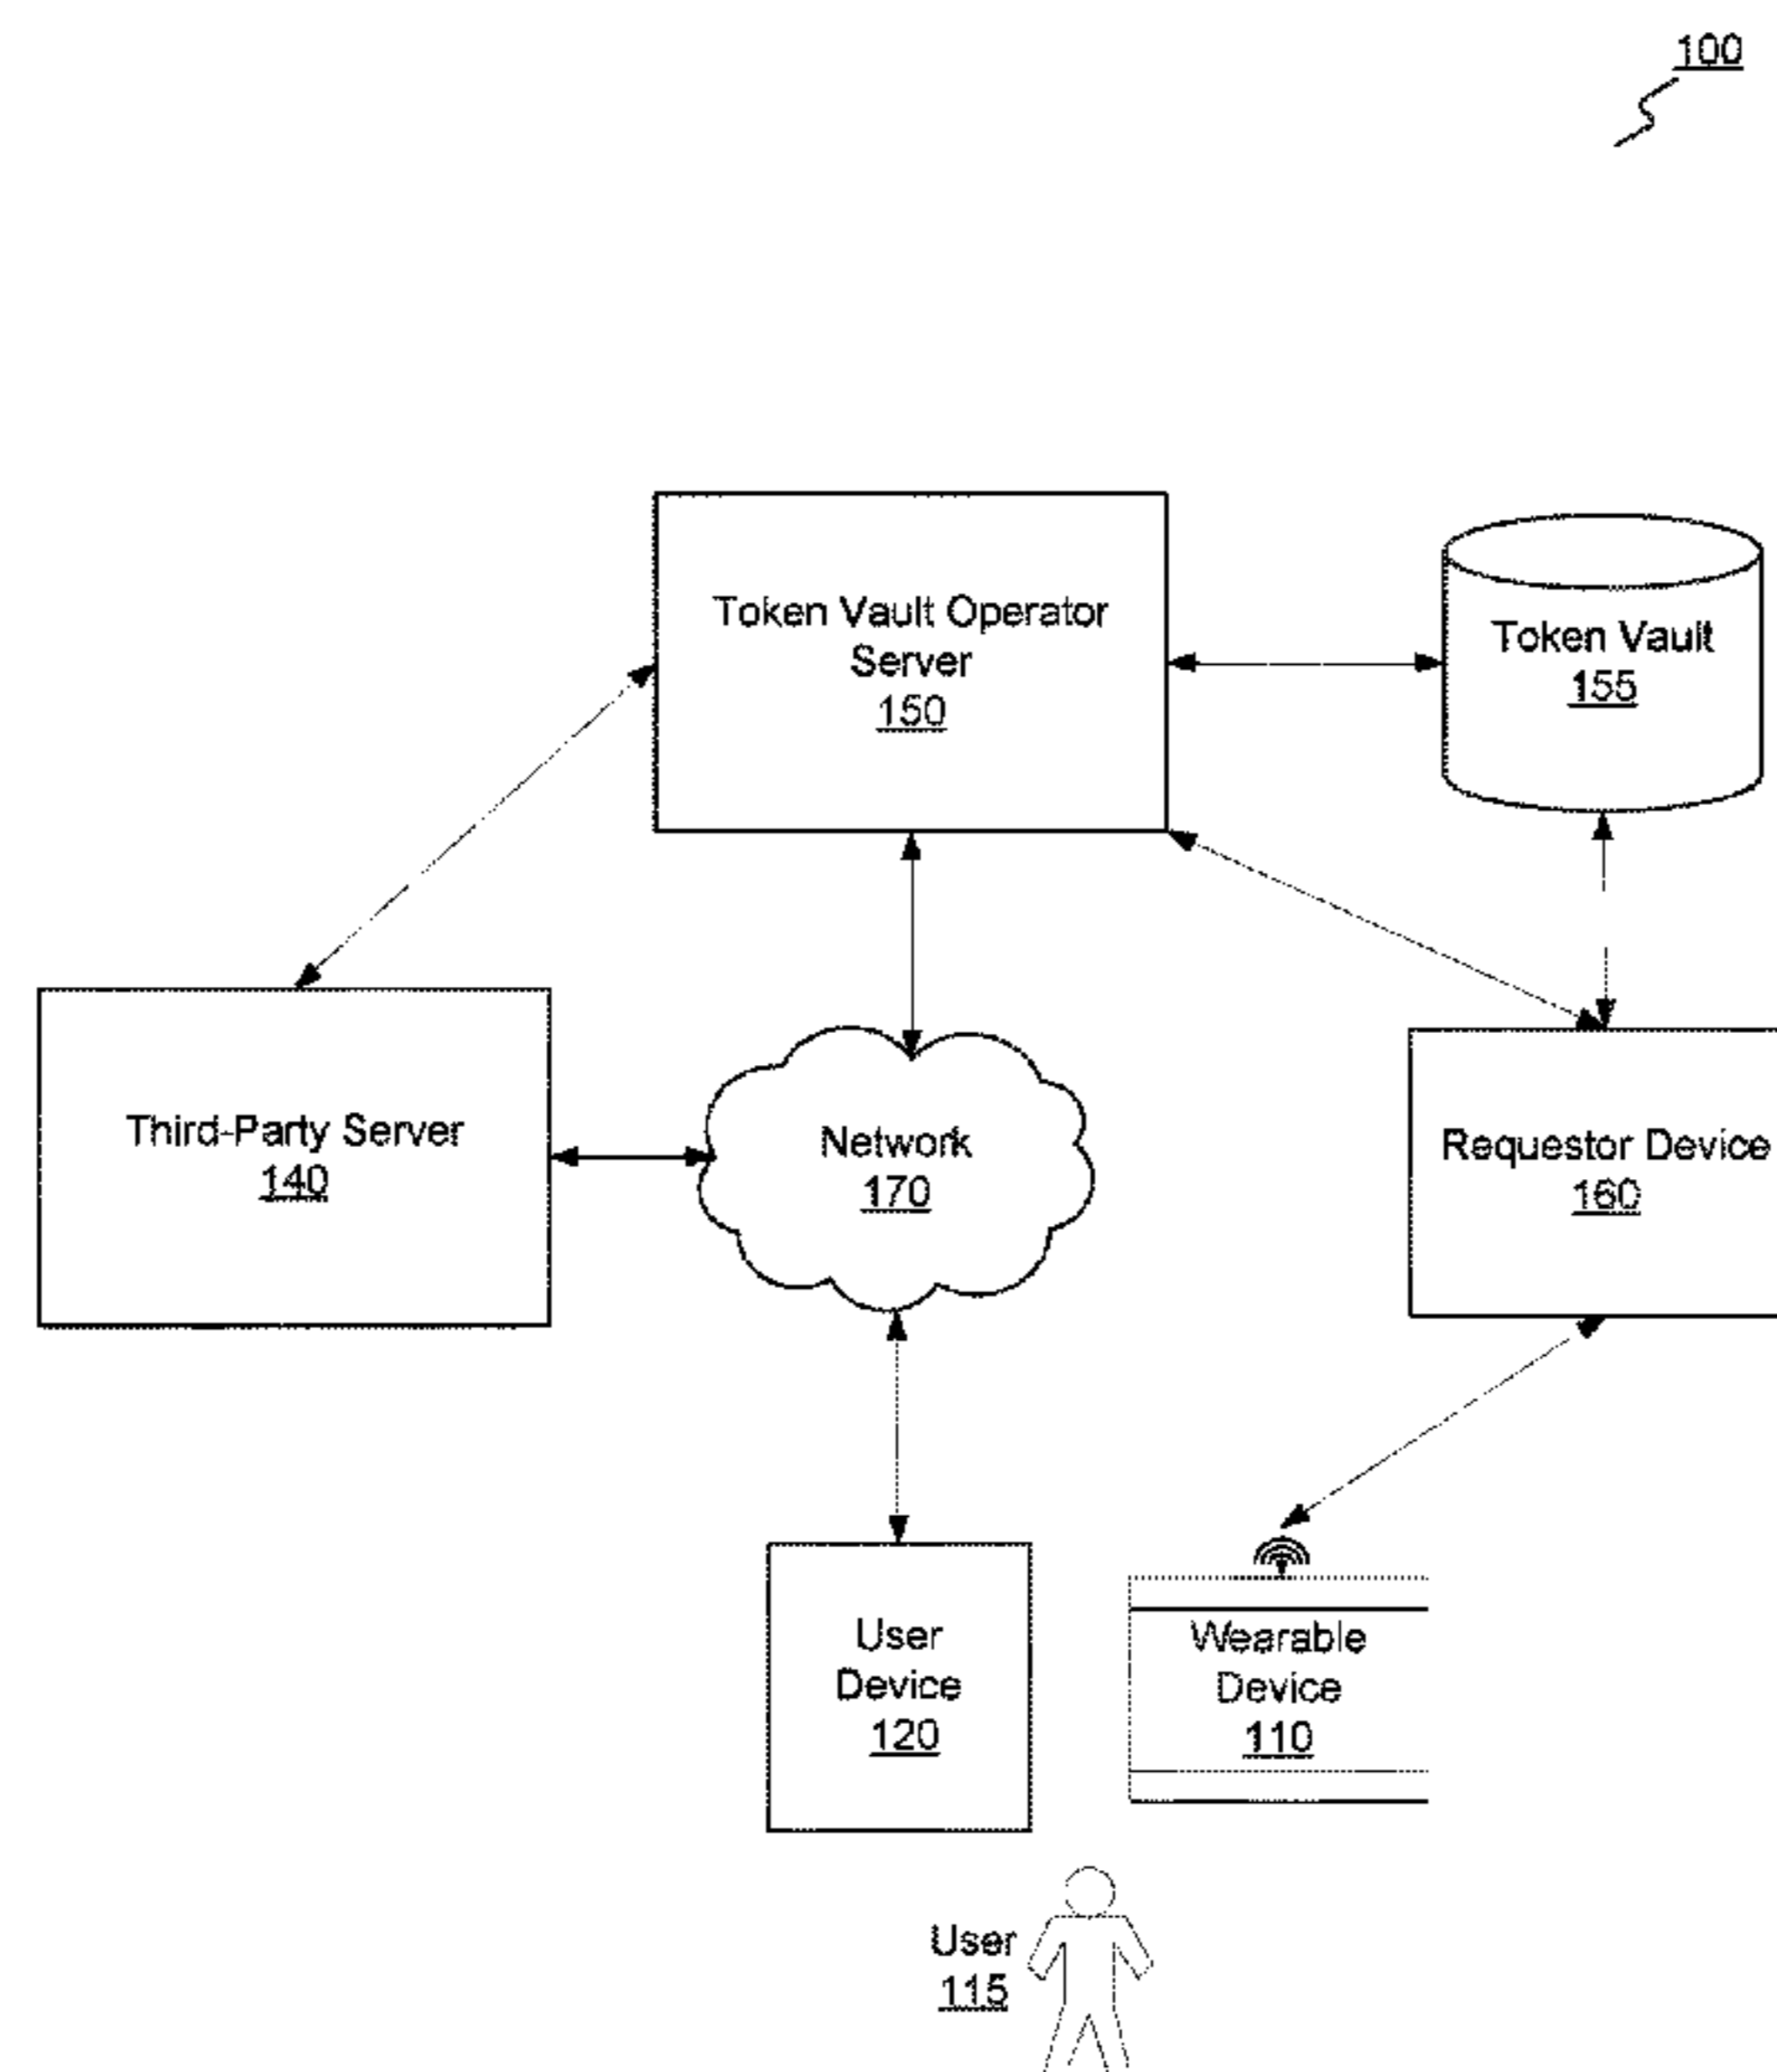 100
Token Vault Operator
Server
150
Token Vault
155
Third-Party Server
140
Network
170
Requestor Device
160
User
Device
120
Wearable
Device
110
User
115